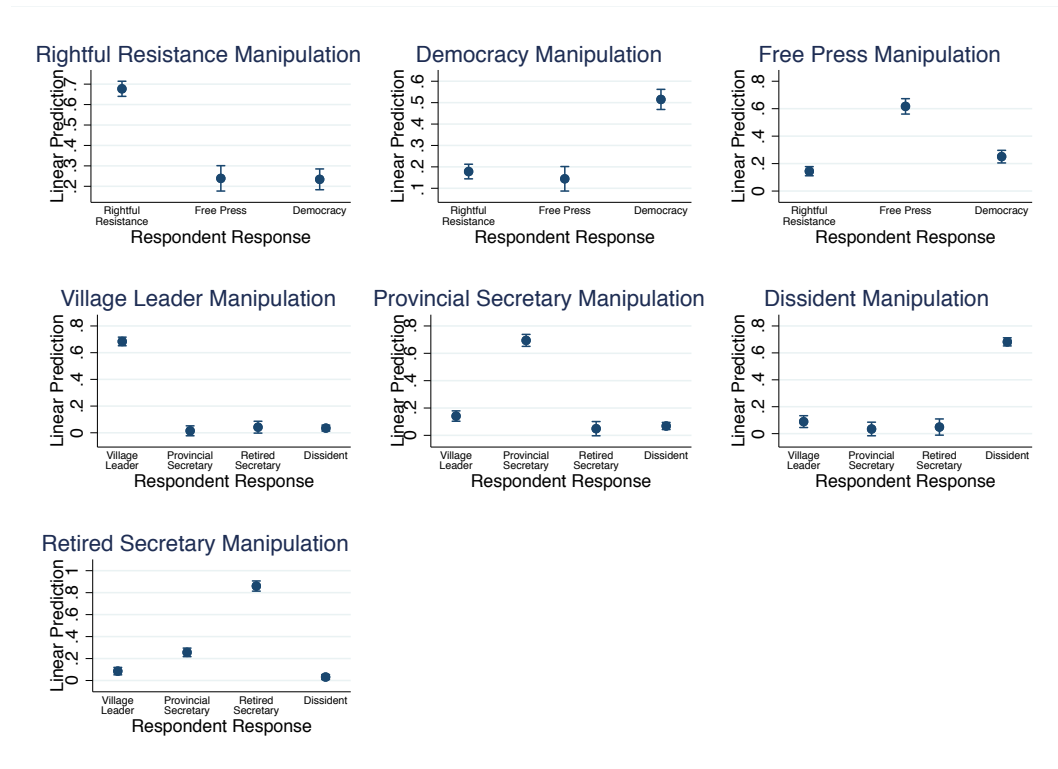 Rightful Resistance Manipulation
Linear Prediction
.7
.6
.5
.4
.3
.2
Rightful
Resistance
Free Press
Democracy
Respondent Response
Democracy Manipulation
Linear Prediction
.6
.5
.4
.3
.2
.1
Rightful
Resistance
Free Press
Democracy
Respondent Response
Free Press Manipulation
Linear Prediction
.8
.6
.4
.2
0
Rightful
Resistance
Free Press
Democracy
Respondent Response
Village Leader Manipulation
Linear Prediction
.8
.6
.4
.2
0
Village
Leader
Provincial
Secretary
Retired
Secretary
Dissident
Respondent Response
Provincial Secretary Manipulation
Linear Prediction
.8
.6
.4
.2
0
Village
Leader
Provincial
Secretary
Retired
Secretary
Dissident
Respondent Response
Dissident Manipulation
Linear Prediction
.8
.6
.4
.2
0
Village
Leader
Provincial
Secretary
Retired
Secretary
Dissident
Respondent Response
Retired Secretary Manipulation
Linear Prediction
1
.8
.6
.4
.2
0
Village
Leader
Provincial
Secretary
Retired
Secretary
Dissident
Respondent Response